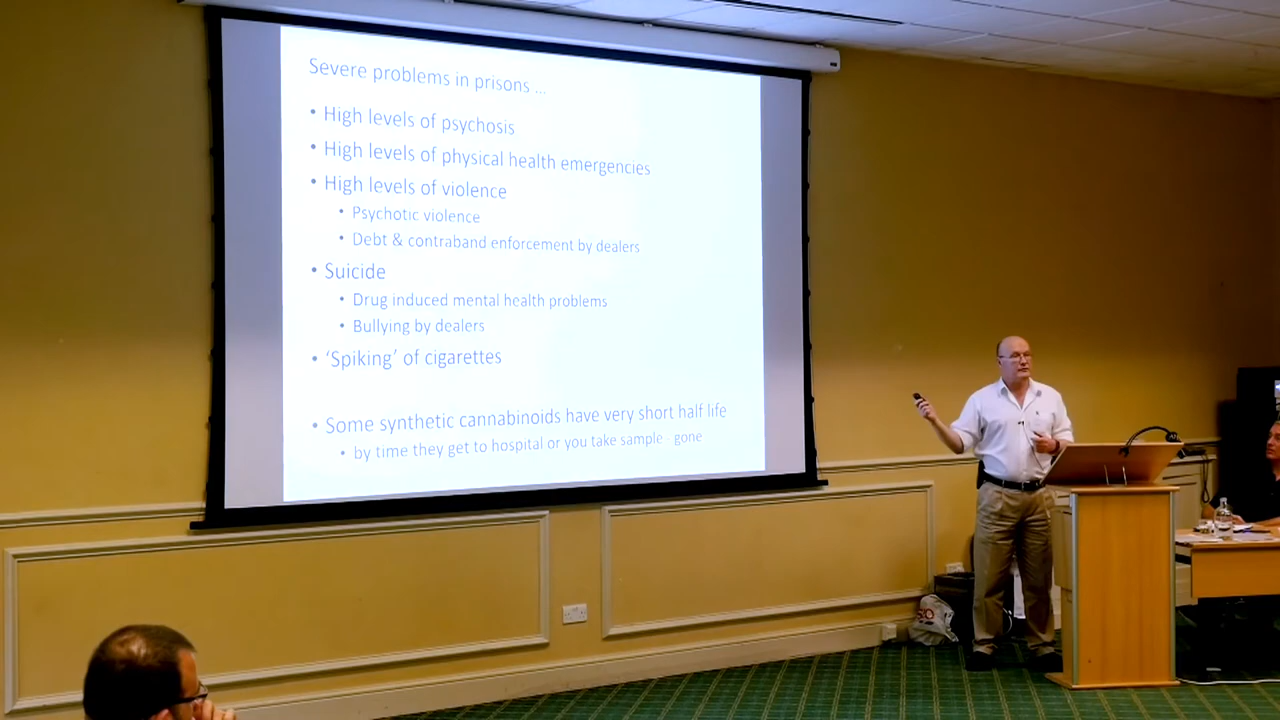 Severe problems in prisons ...
• High levels of psychosis
• High levels of physical health emergencies
• High levels of violence
• Psychotic violence
• Debt & contraband enforcement by dealers
• Suicide
• Drug induced mental health problems
• Bullying by dealers
• ‘Spiking’ of cigarettes
• Some synthetic cannabinoids have very short half life
• by time they get to hospital or you take sample - gone